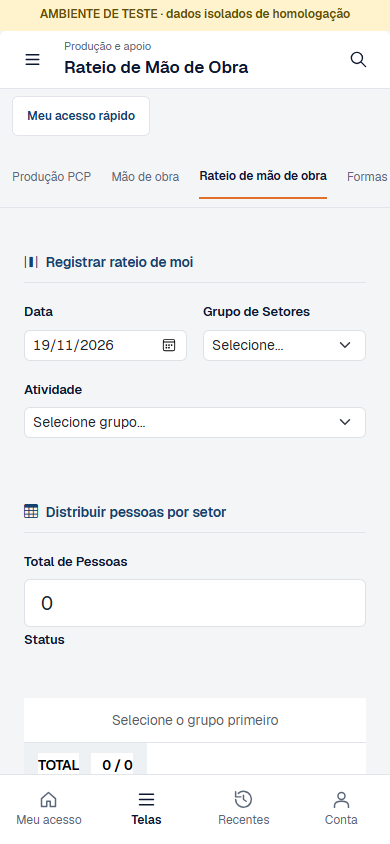 AMBIENTE DE TESTE · dados isolados de homologação
Produção e apoio
Rateio de Mão de Obra
Meu acesso rápido
Produção PCP Mão de obra Rateio de mão de obra Formas
Registrar rateio de moi
Data Grupo de Setores
19/11/2026 Selecione...
Atividade
Selecione grupo...
Distribuir pessoas por setor
Total de Pessoas
0
Status
Selecione o grupo primeiro
TOTAL 0 / 0
Meu acesso Telas Recentes Conta